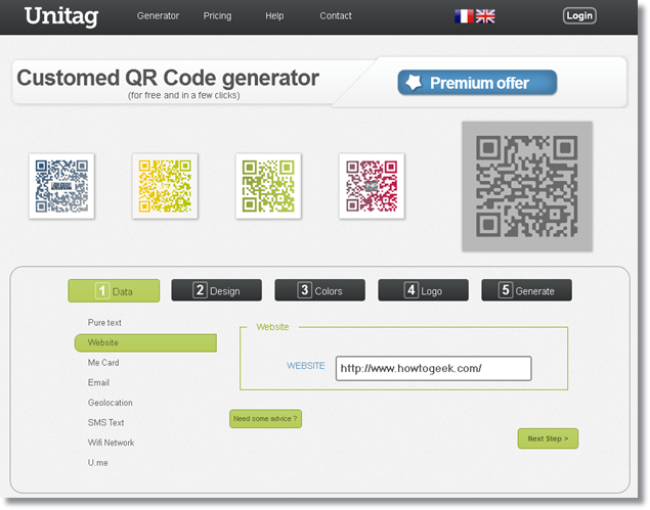 Unitag
Generator Pricing Help Contact
Login
Customed QR Code generator
(for free and in a few clicks)
Premium offer
1 Data 2 Design 3 Colors 4 Logo 5 Generate
Pure text
Website
Me Card
Email
Geolocation
SMS Text
Wifi Network
U.me
Website
WEBSITE http://www.howtogeek.com/
Need some advice ?
Next Step >